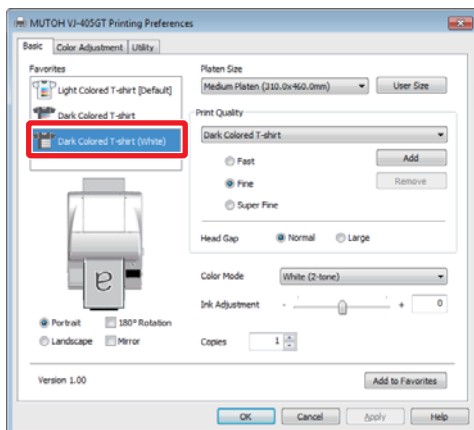 MUTOH VJ-405GT Printing Preferences
Basic Color Adjustment Utility
Favorites
Light Colored T-shirt [Default]
Dark Colored T-shirt
Dark Colored T-shirt (White)
a
Portrait 180° Rotation
Landscape Mirror
Platen Size
Medium Platen (310.0x460.0mm) User Size
Print Quality
Dark Colored T-shirt
Fast Add
Fine Remove
Super Fine
Head Gap Normal Large
Color Mode White (2-tone)
Ink Adjustment - + 0
Copies 1
Version 1.00 Add to Favorites
OK Cancel Apply Help